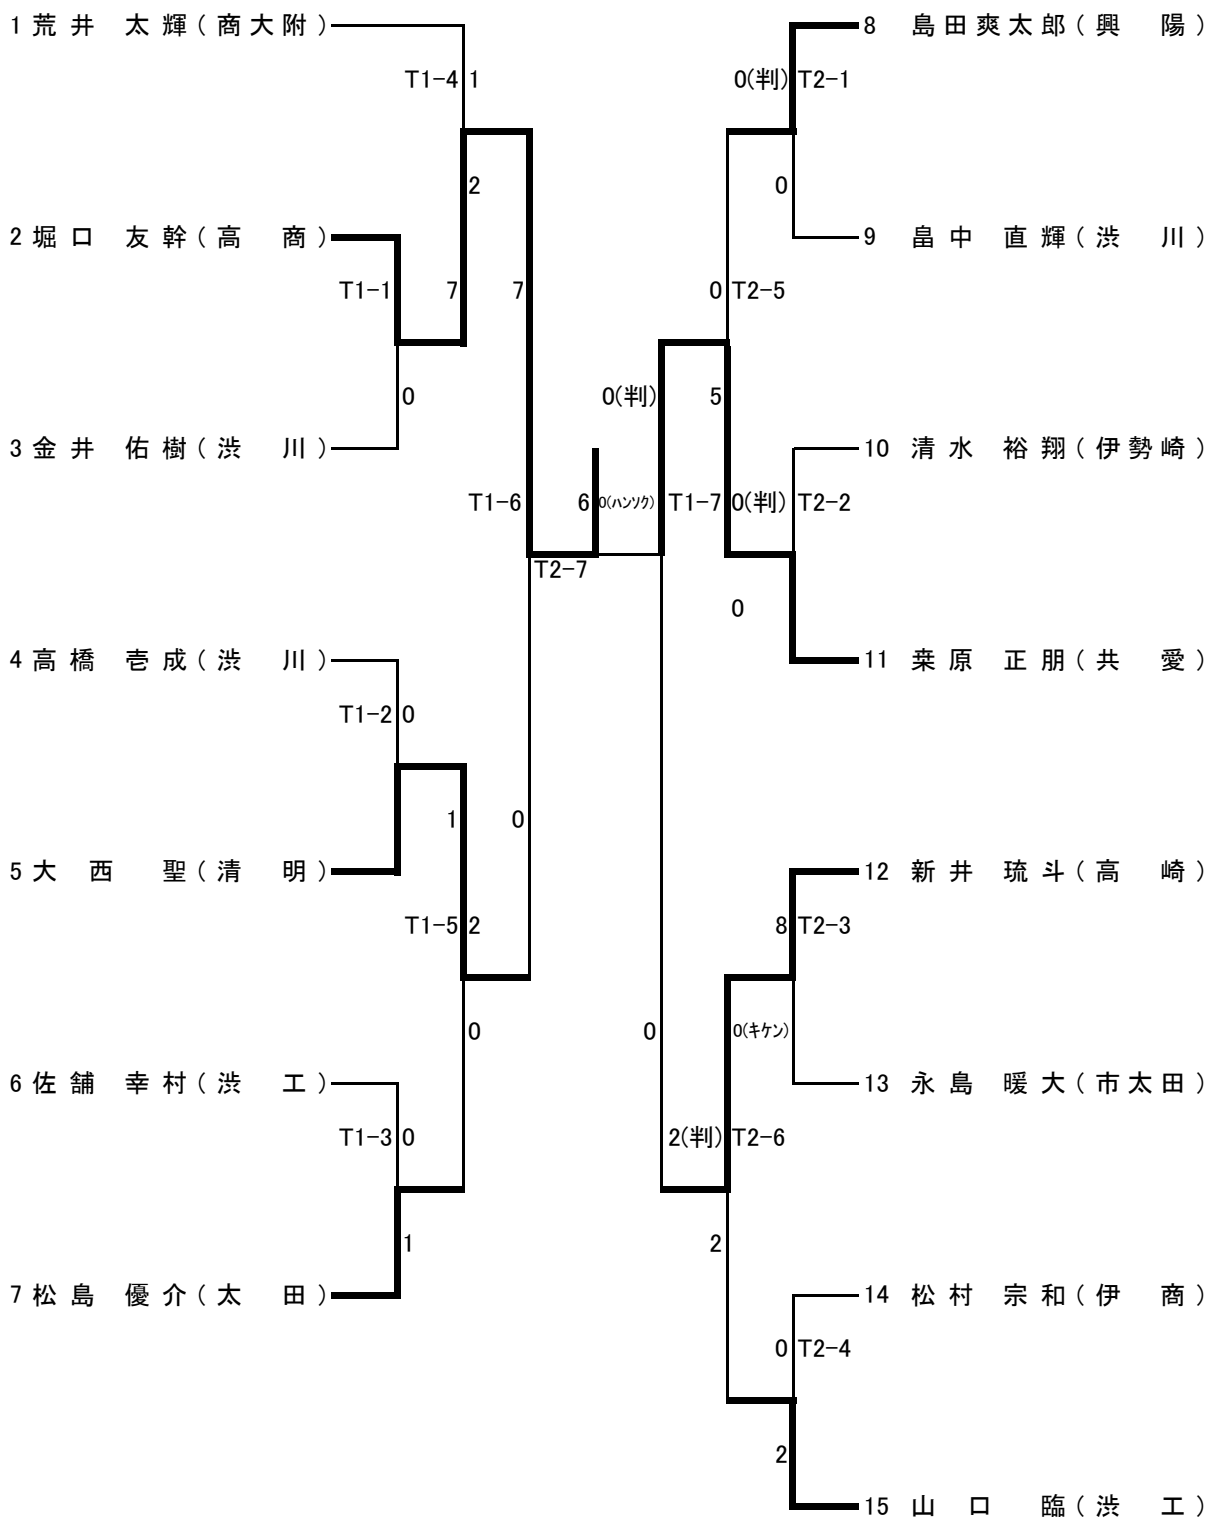 1 荒井 太輝(商大附)
8 島田爽太郎(興 陽)
T1-4 1
0(判) T2-1
2
0
2 堀口 友幹(高 商)
9 畠中 直輝(渋 川)
T1-1 7 7
0 T2-5
0
0(判) 5
3 金井 佑樹(渋 川)
10 清水 裕翔(伊勢崎)
T1-6 6 0(ハンソク) T1-7 0(判) T2-2
T2-7
0
4 高橋 壱成(渋 川)
11 桒原 正朋(共 愛)
T1-2 0
1 0
5 大西 聖(清 明)
12 新井 琉斗(高 崎)
T1-5 2
8 T2-3
0
0 0(キケン)
6 佐舗 幸村(渋 工)
13 永島 暖大(市太田)
T1-3 0
2(判) T2-6
1
2
7 松島 優介(太 田)
14 松村 宗和(伊 商)
0 T2-4
2
15 山口 臨(渋 工)